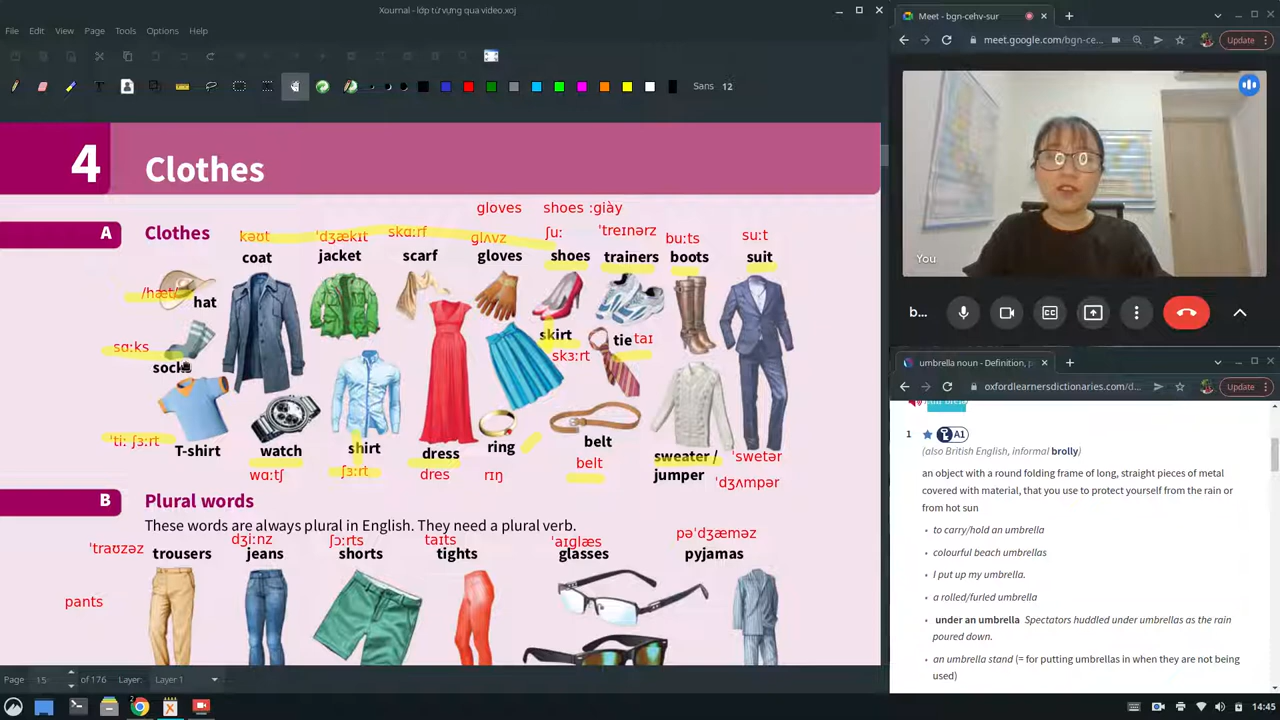 Xournal - lớp từ vựng qua video.xoj
File Edit View Page Tools Options Help
Sans 12
4 Clothes
gloves shoes :giày
A Clothes
kəʊt ˈdʒækɪt skɑːrf glʌvz ʃuː ˈtreɪnərz buːts suːt
coat jacket scarf gloves shoes trainers boots suit
/hæt/ hat
skirt tie taɪ
sɑːks skɜːrt
socks
ˈtiː ʃɜːrt T-shirt watch shirt dress ring belt sweater / ˈswetər
wɑːtʃ ʃɜːrt dres rɪŋ belt jumper ˈdʒʌmpər
B Plural words
These words are always plural in English. They need a plural verb.
ˈtraʊzəz dʒiːnz ʃɔːrts taɪts ˈaɪglæs pəˈdʒæməz
trousers jeans shorts tights glasses pyjamas
pants
Page 15 of 176 Layer: Layer 1
Meet - bgn-cehv-sur
meet.google.com/bgn-ce... Update
You
b...
umbrella noun - Definition, p
oxfordlearnersdictionaries.com/d... Update
1 A1
(also British English, informal brolly)
an object with a round folding frame of long, straight pieces of metal
covered with material, that you use to protect yourself from the rain or
from hot sun
to carry/hold an umbrella
colourful beach umbrellas
I put up my umbrella.
a rolled/furled umbrella
under an umbrella Spectators huddled under umbrellas as the rain
poured down.
an umbrella stand (= for putting umbrellas in when they are not being
used)
2
14:45